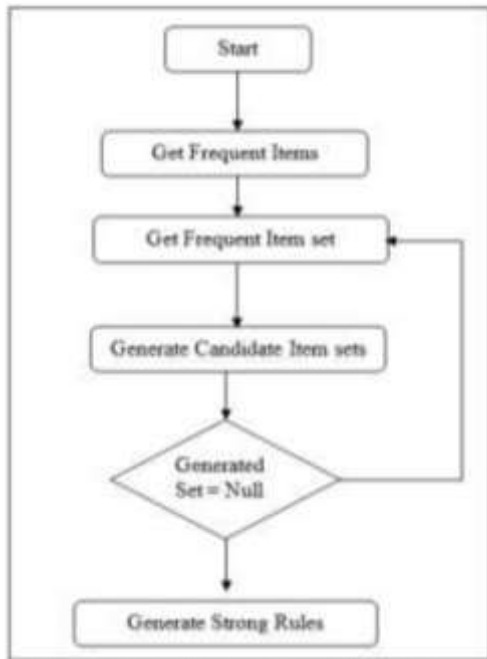 Start
Get Frequent Items
Get Frequent Item set
Generate Candidate Item sets
Generated
Set = Null
Generate Strong Rules